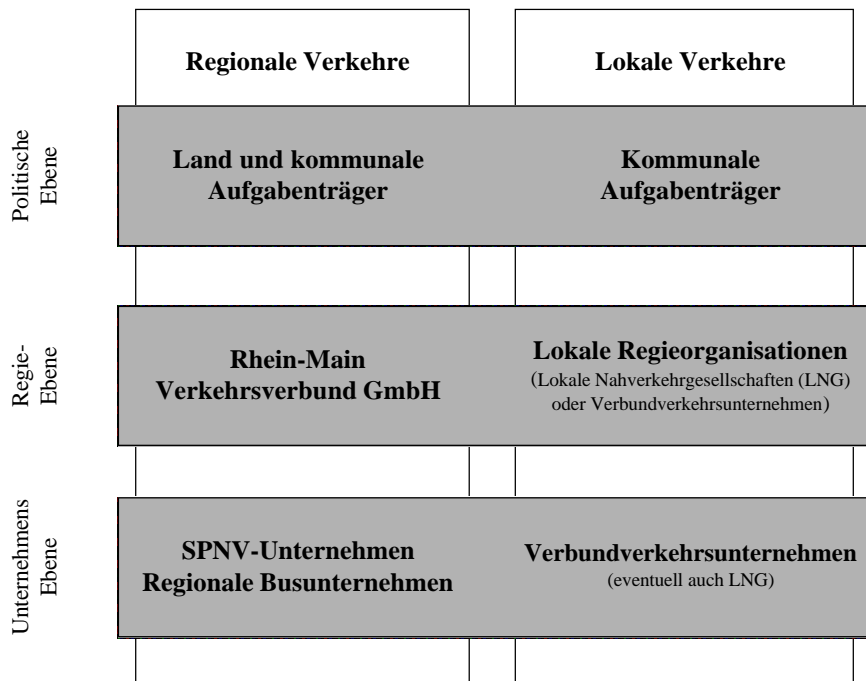 Regionale Verkehre
Lokale Verkehre
Politische
Ebene
Land und kommunale
Aufgabenträger
Kommunale
Aufgabenträger
Regie-
Ebene
Rhein-Main
Verkehrsverbund GmbH
Lokale Regieorganisationen
(Lokale Nahverkehrgesellschaften (LNG)
oder Verbundverkehrsunternehmen)
Unternehmens
Ebene
SPNV-Unternehmen
Regionale Busunternehmen
Verbundverkehrsunternehmen
(eventuell auch LNG)